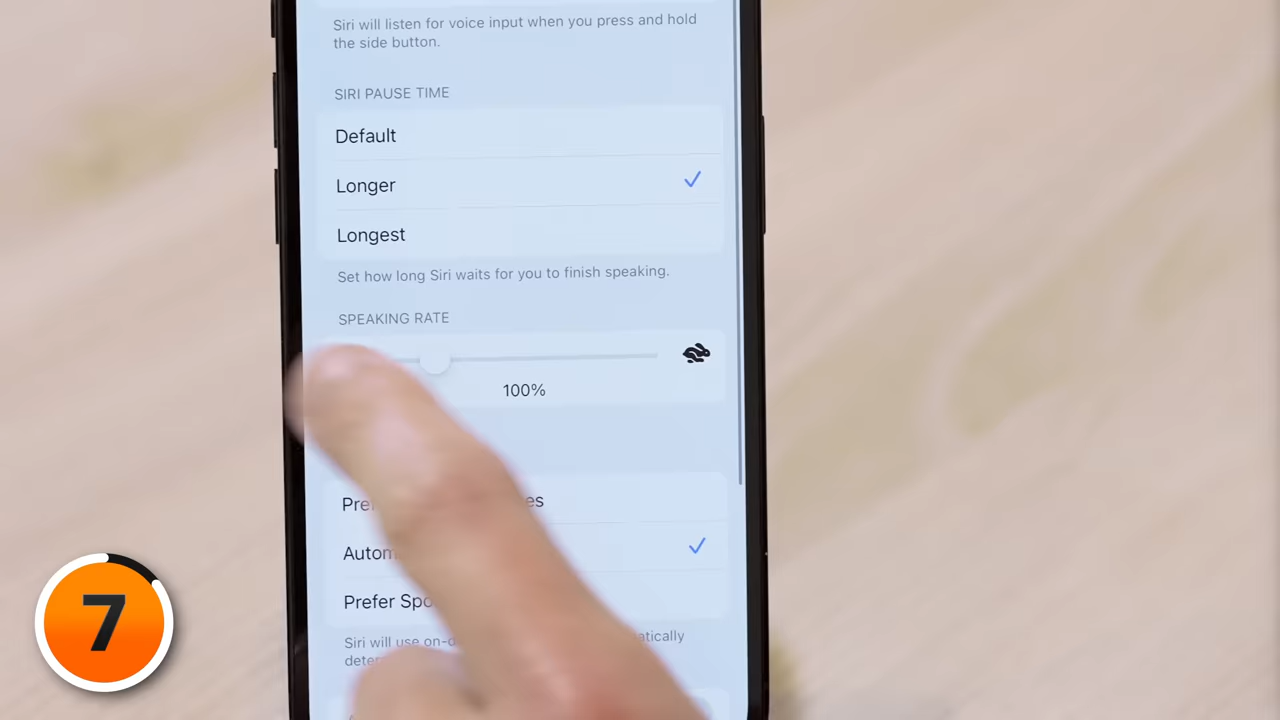 Siri will listen for voice input when you press and hold
the side button.
SIRI PAUSE TIME
Default
Longer
Longest
Set how long Siri waits for you to finish speaking.
SPEAKING RATE
100%
Automatic
Siri will use
7